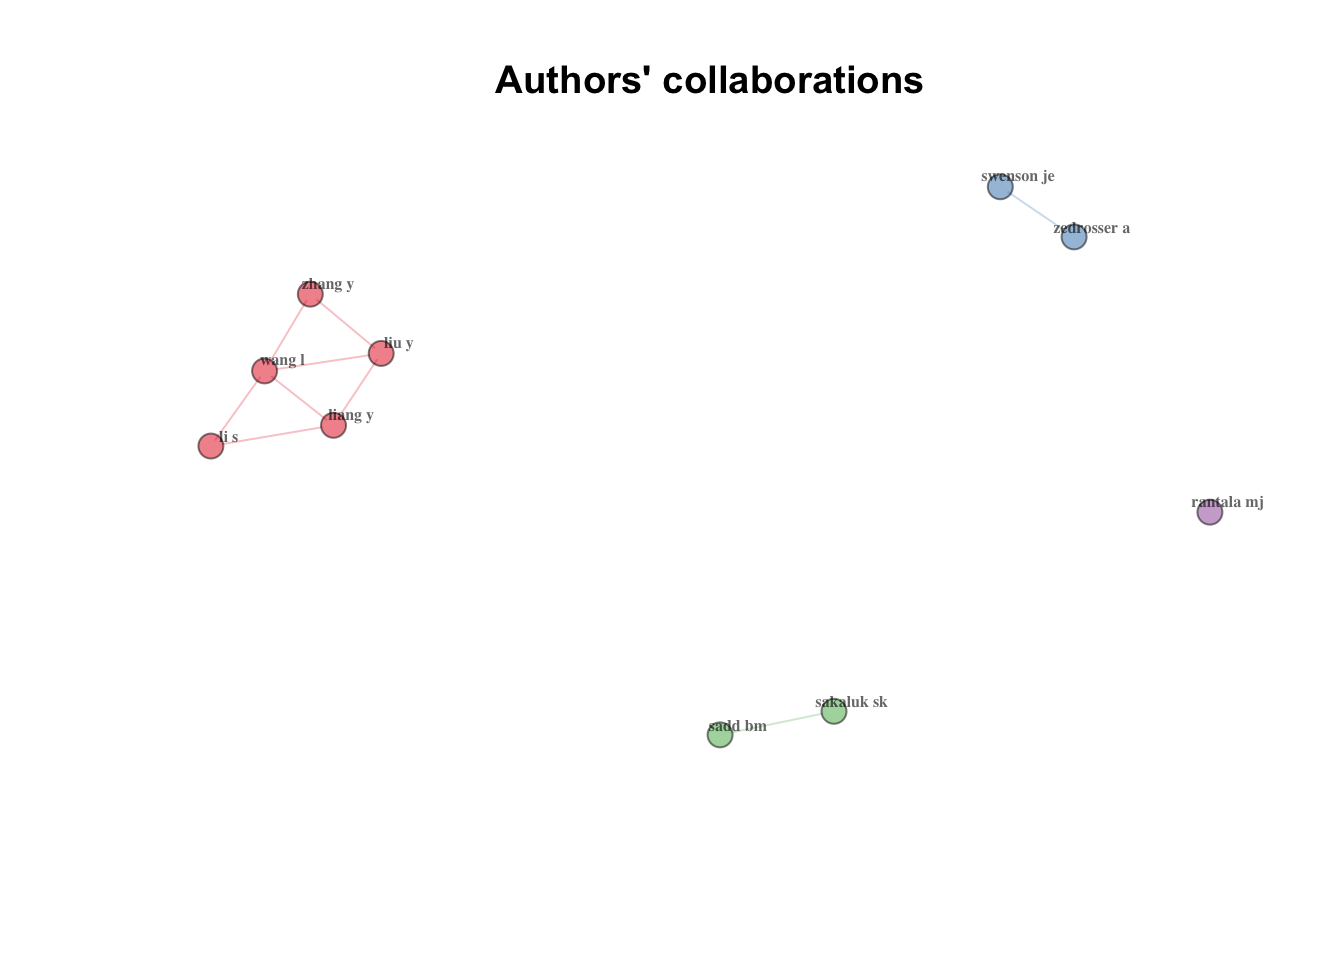 Authors' collaborations
swenson je
zedrosser a
zhang y
liu y
wang l
liang y
li s
rantala mj
sakaluk sk
sadd bm